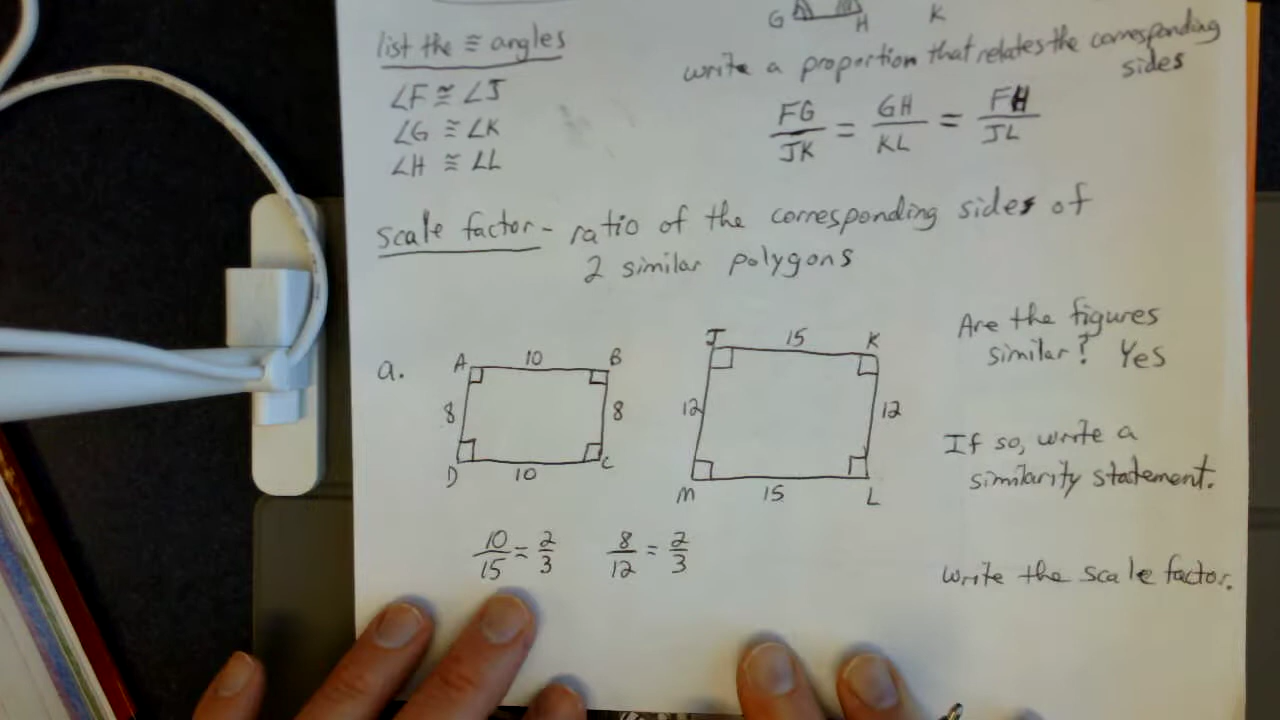 G H K
list the ≅ angles
∠F ≅ ∠J
∠G ≅ ∠K
∠H ≅ ∠L
write a proportion that relates the corresponding
sides
FG/JK = GH/KL = FH/JL
scale factor - ratio of the corresponding sides of
2 similar polygons
a.
A 10 B
8 8
D 10 C
J 15 K
12 12
M 15 L
10/15 = 2/3 8/12 = 2/3
Are the figures
similar? Yes
If so, write a
similarity statement.
Write the scale factor.